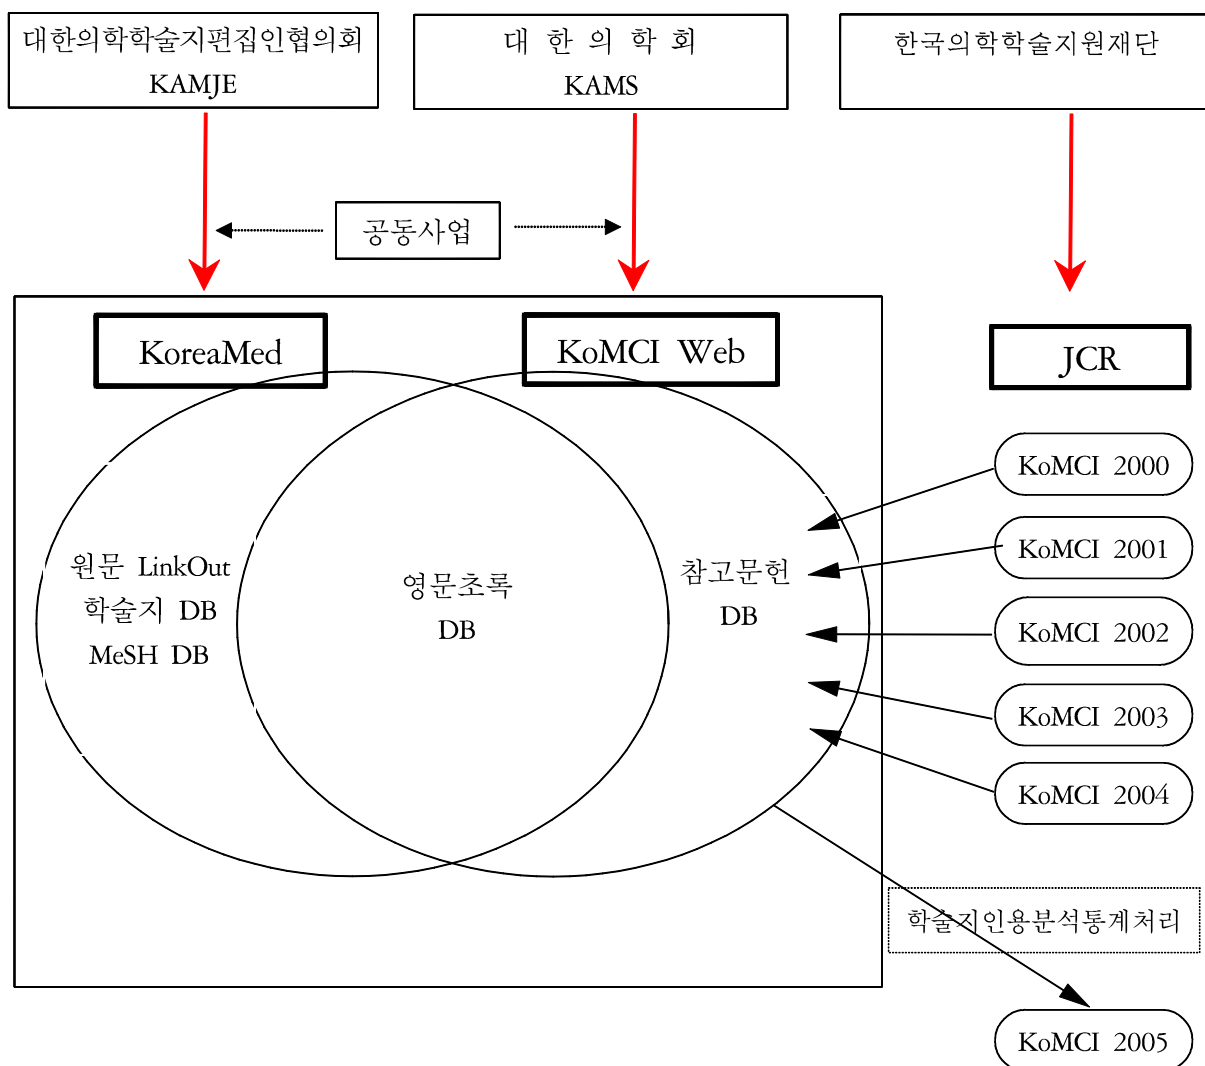 대한의학학술지편집인협의회
KAMJE
대 한 의 학 회
KAMS
한국의학학술지원재단
공동사업
KoreaMed
KoMCI Web
JCR
원문 LinkOut
학술지 DB
MeSH DB
영문초록
DB
참고문헌
DB
KoMCI 2000
KoMCI 2001
KoMCI 2002
KoMCI 2003
KoMCI 2004
학술지인용분석통계처리
KoMCI 2005